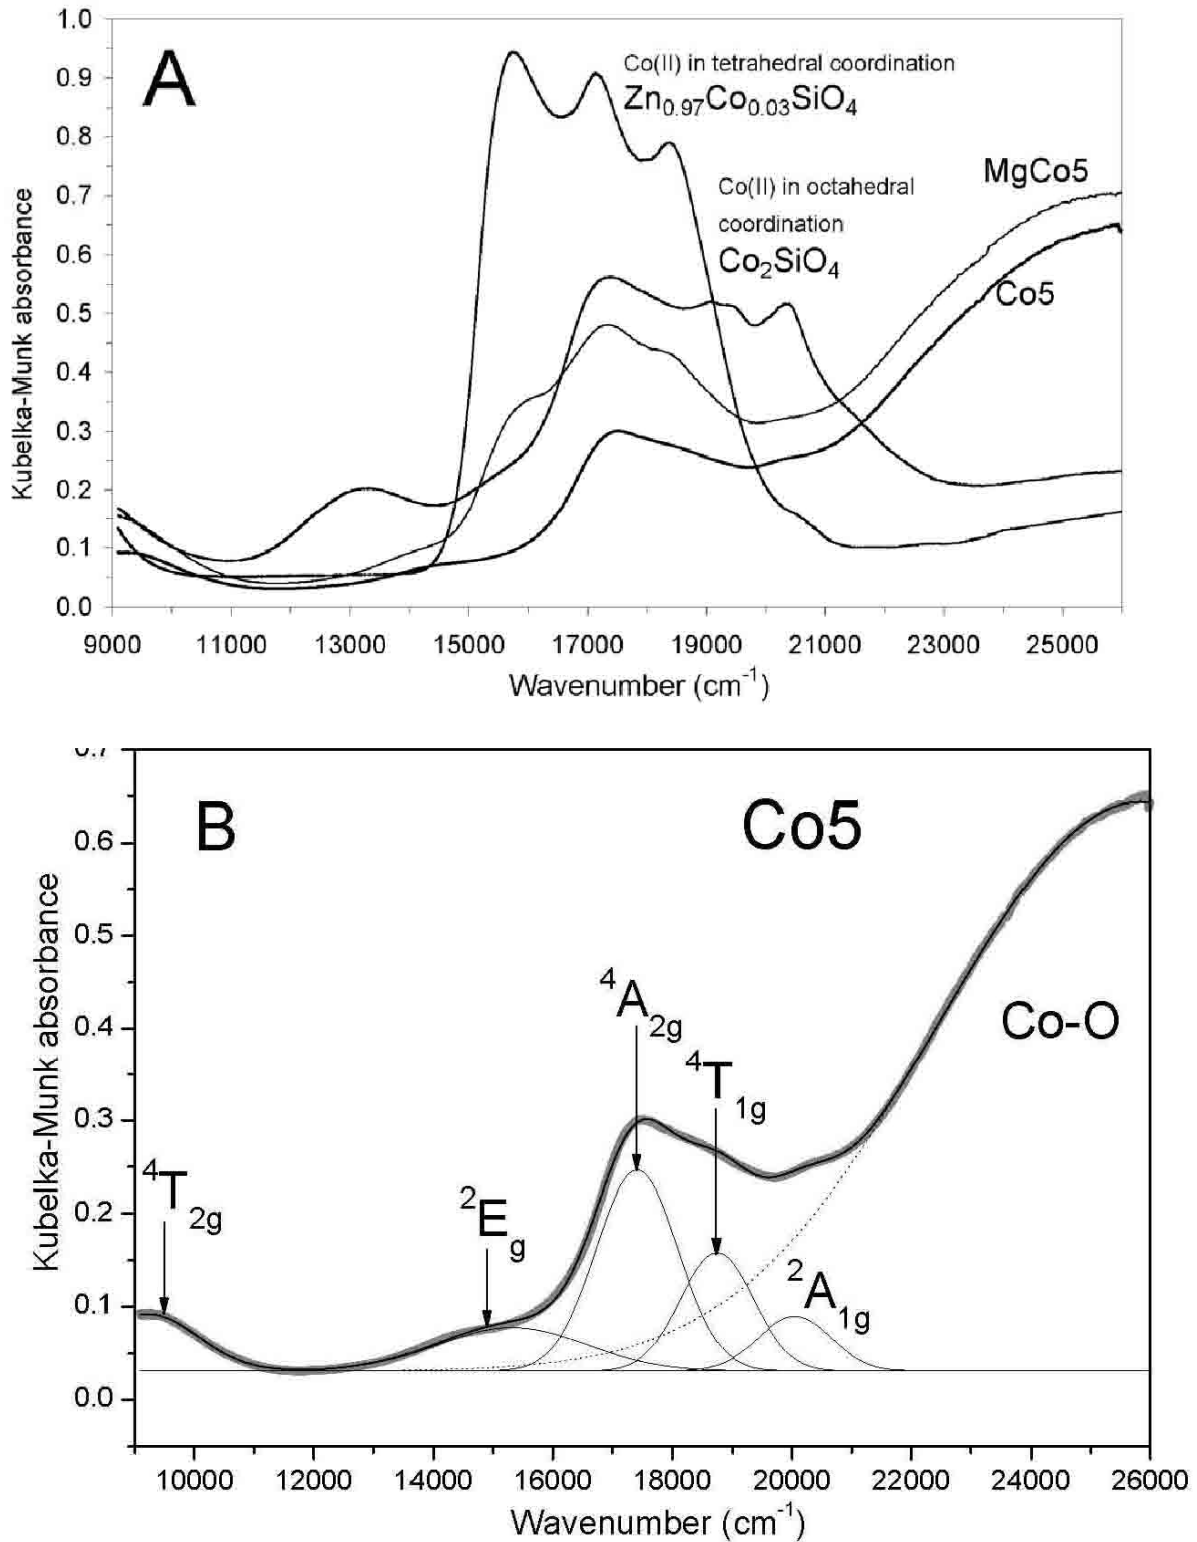 1.0
0.9
0.8
0.7
0.6
0.5
0.4
0.3
0.2
0.1
0.0
Kubelka-Munk absorbance
A
Co(II) in tetrahedral coordination
Zn0.97Co0.03SiO4
Co(II) in octahedral
coordination
Co2SiO4
MgCo5
Co5
9000 11000 13000 15000 17000 19000 21000 23000 25000
Wavenumber (cm-1)
0.7
0.6
0.5
0.4
0.3
0.2
0.1
0.0
Kubelka-Munk absorbance
B
Co5
4A2g
4T1g
Co-O
4T2g
2Eg
2A1g
10000 12000 14000 16000 18000 20000 22000 24000 26000
Wavenumber (cm-1)